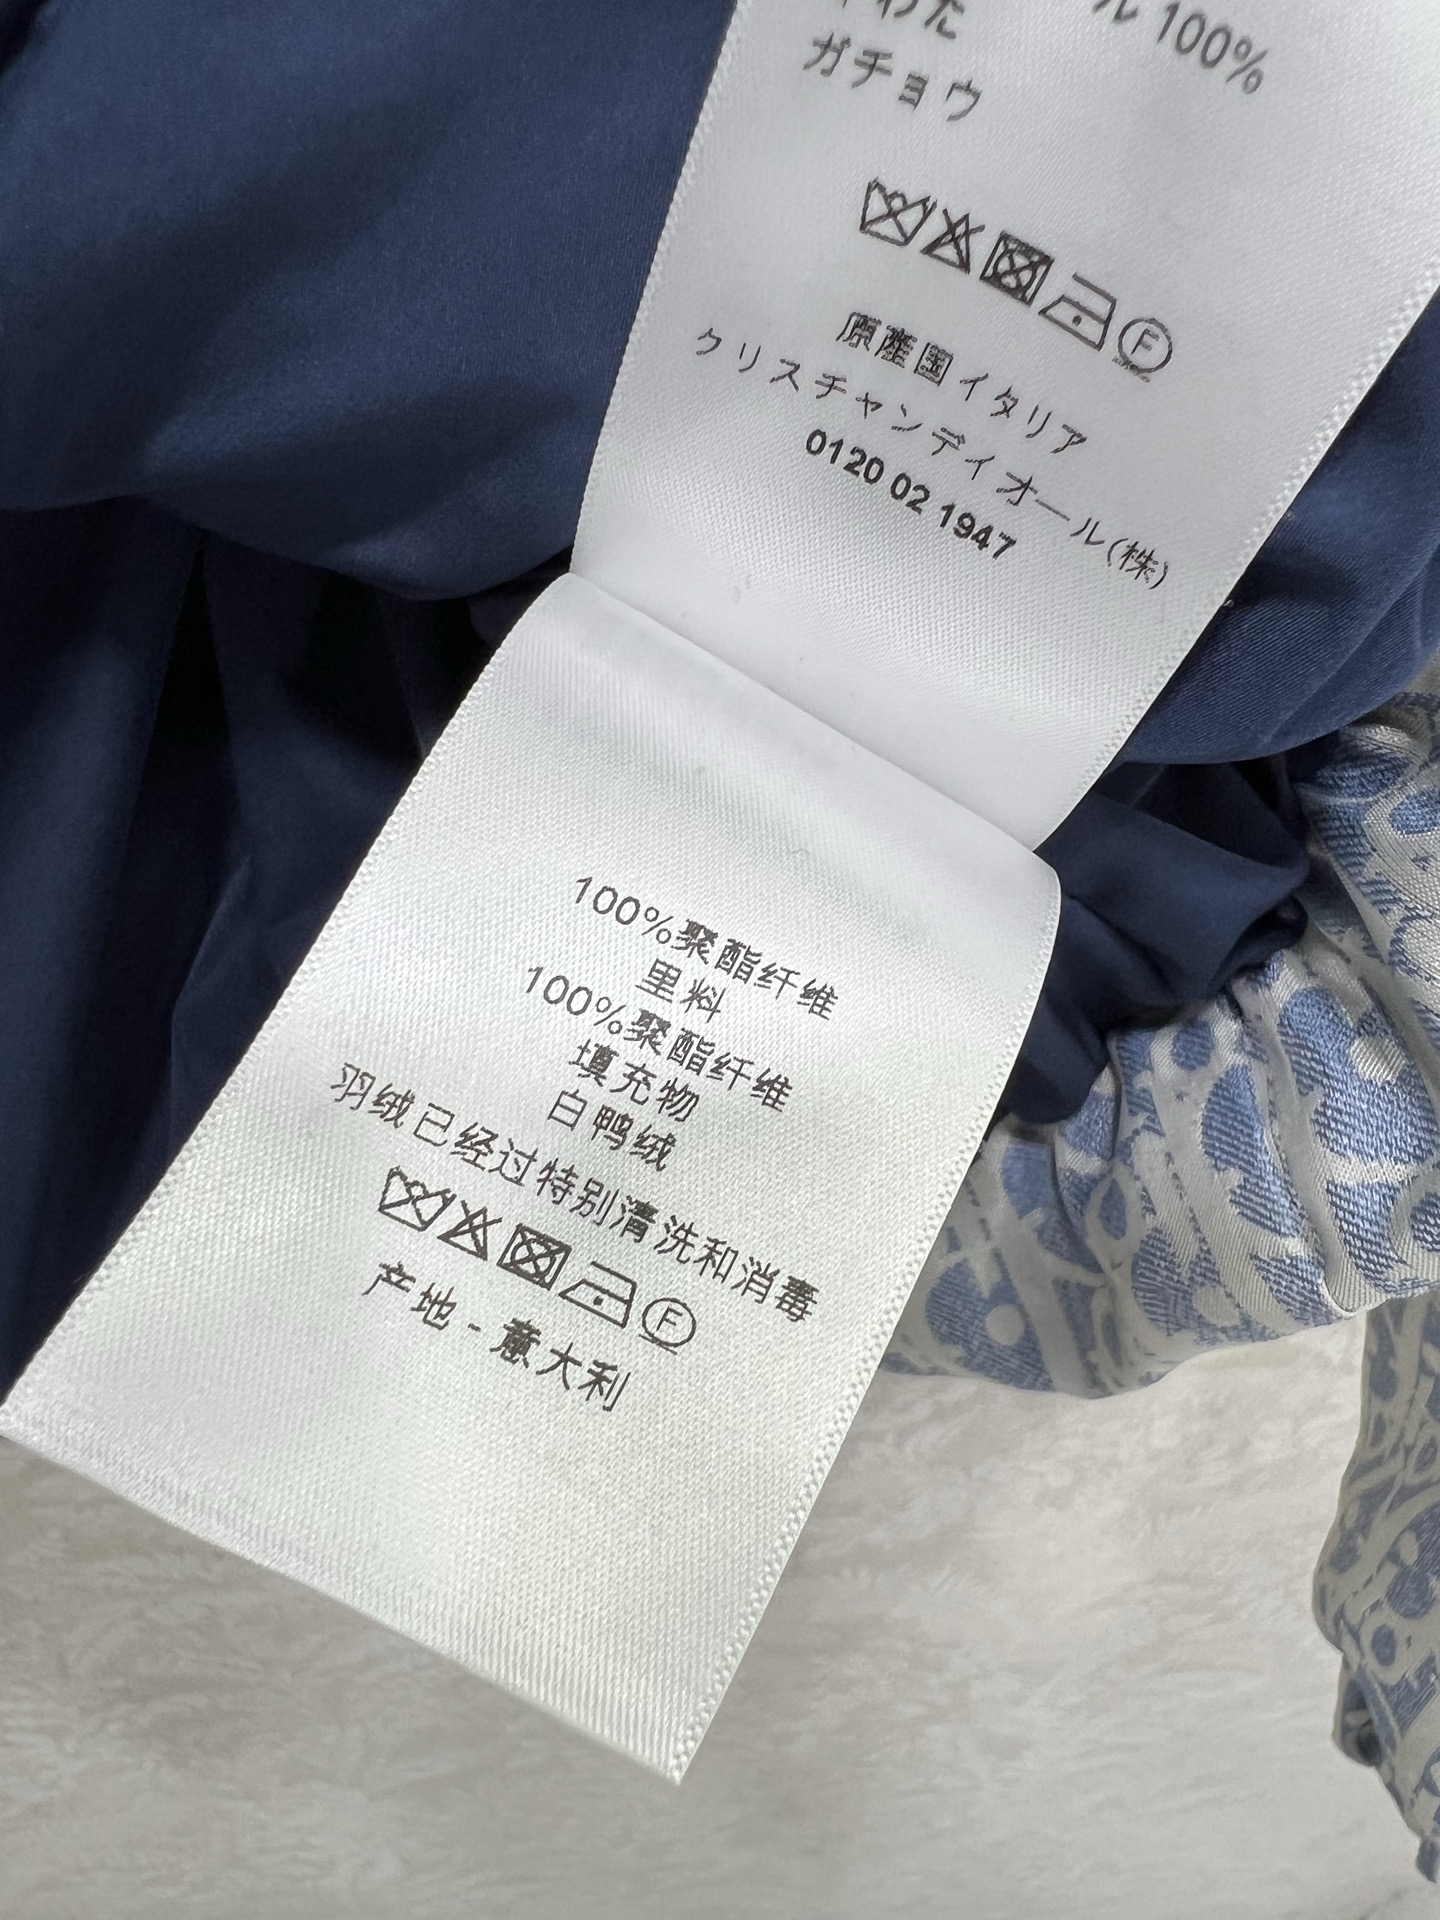 ル 100%
わた
ガチョウ
F
原産国 イタリア
クリスチャンディオール(株)
0120 02 1947
100%聚酯纤维
里料
100%聚酯纤维
填充物
白鸭绒
羽绒已经过特别清洗和消毒
F
产地 - 意大利